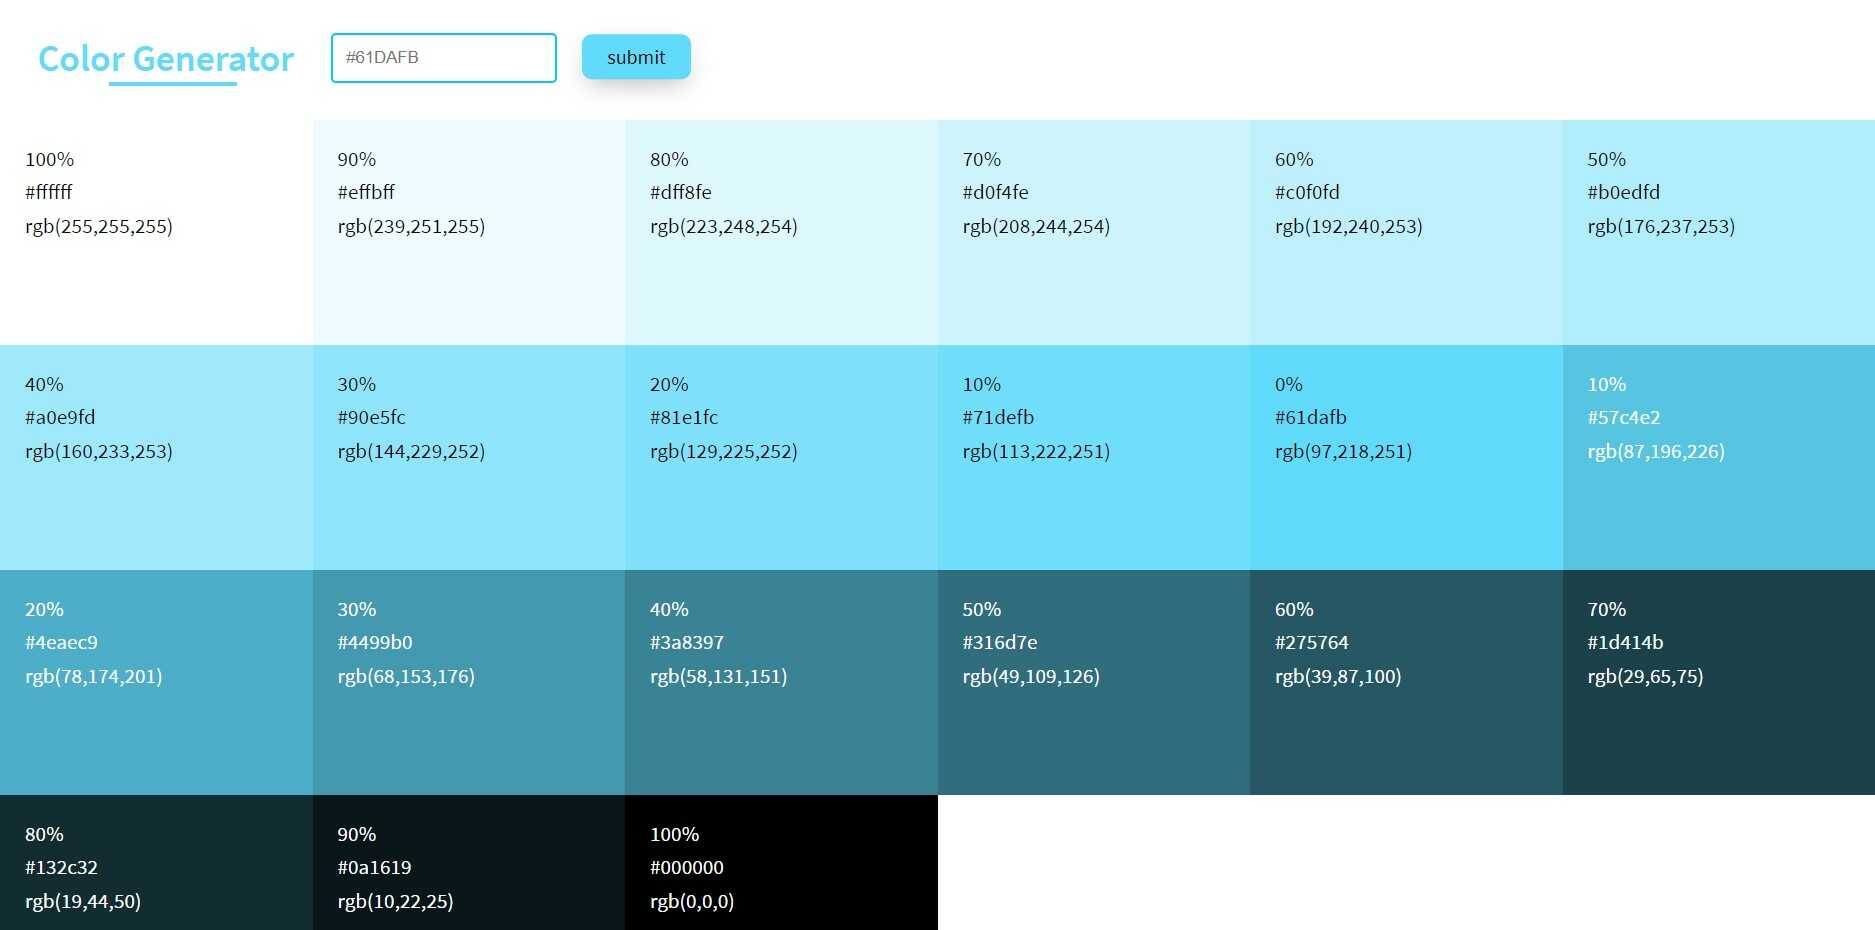 Color Generator
#61DAFB
submit
100%
#ffffff
rgb(255,255,255)
90%
#effbff
rgb(239,251,255)
80%
#dff8fe
rgb(223,248,254)
70%
#d0f4fe
rgb(208,244,254)
60%
#c0f0fd
rgb(192,240,253)
50%
#b0edfd
rgb(176,237,253)
40%
#a0e9fd
rgb(160,233,253)
30%
#90e5fc
rgb(144,229,252)
20%
#81e1fc
rgb(129,225,252)
10%
#71defb
rgb(113,222,251)
0%
#61dafb
rgb(97,218,251)
10%
#57c4e2
rgb(87,196,226)
20%
#4eaec9
rgb(78,174,201)
30%
#4499b0
rgb(68,153,176)
40%
#3a8397
rgb(58,131,151)
50%
#316d7e
rgb(49,109,126)
60%
#275764
rgb(39,87,100)
70%
#1d414b
rgb(29,65,75)
80%
#132c32
rgb(19,44,50)
90%
#0a1619
rgb(10,22,25)
100%
#000000
rgb(0,0,0)